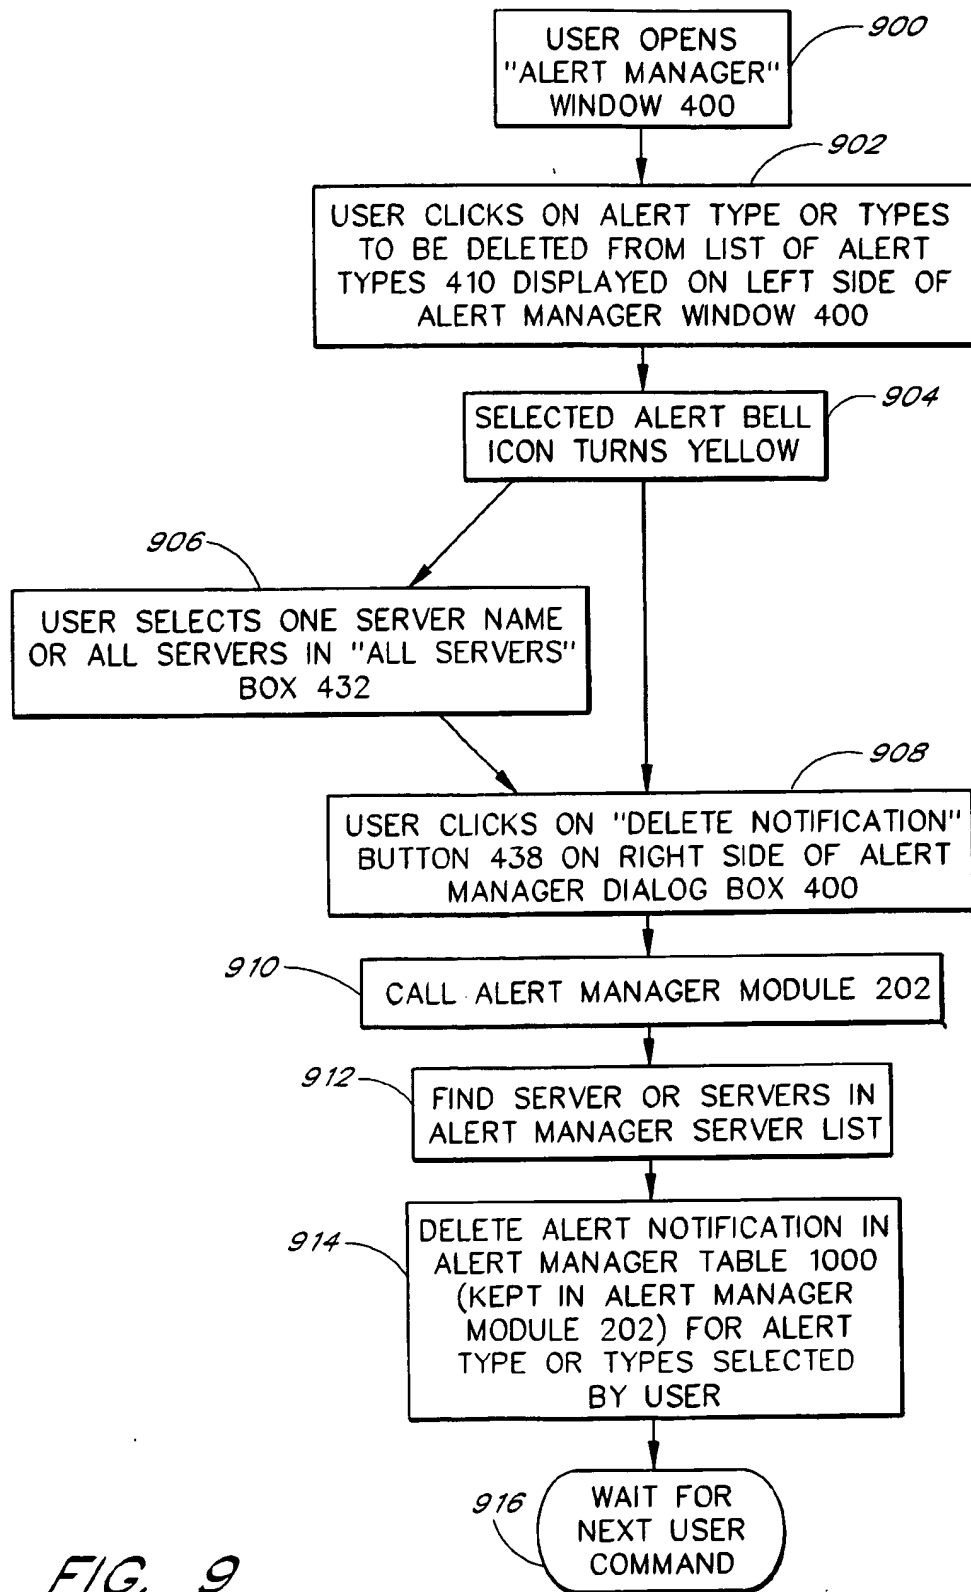 USER OPENS
"ALERT MANAGER"
WINDOW 400
900
902
USER CLICKS ON ALERT TYPE OR TYPES
TO BE DELETED FROM LIST OF ALERT
TYPES 410 DISPLAYED ON LEFT SIDE OF
ALERT MANAGER WINDOW 400
904
SELECTED ALERT BELL
ICON TURNS YELLOW
906
USER SELECTS ONE SERVER NAME
OR ALL SERVERS IN "ALL SERVERS"
BOX 432
908
USER CLICKS ON "DELETE NOTIFICATION"
BUTTON 438 ON RIGHT SIDE OF ALERT
MANAGER DIALOG BOX 400
910
CALL ALERT MANAGER MODULE 202
912
FIND SERVER OR SERVERS IN
ALERT MANAGER SERVER LIST
914
DELETE ALERT NOTIFICATION IN
ALERT MANAGER TABLE 1000
(KEPT IN ALERT MANAGER
MODULE 202) FOR ALERT
TYPE OR TYPES SELECTED
BY USER
916
WAIT FOR
NEXT USER
COMMAND
FIG. 9